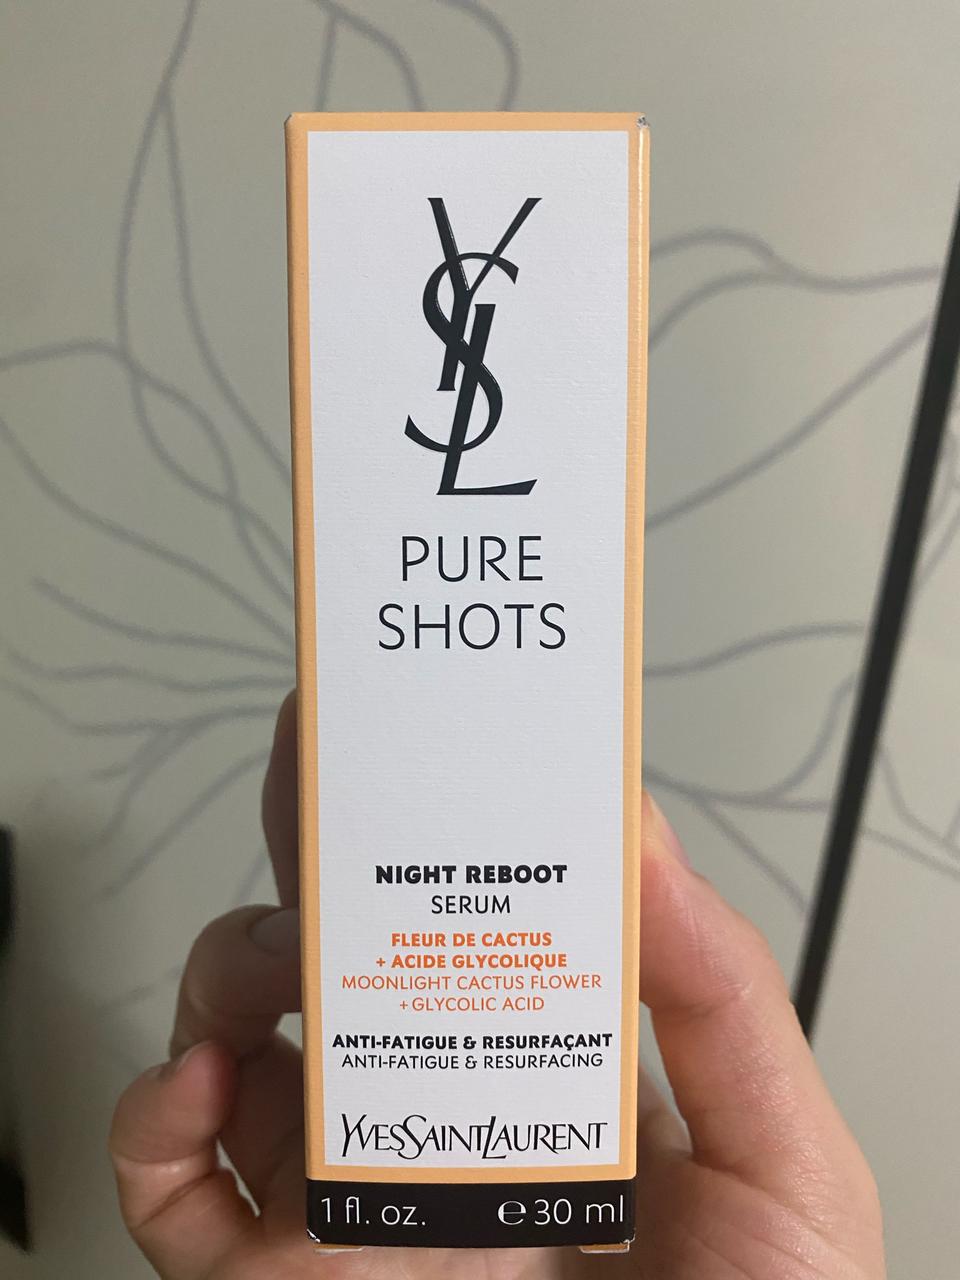 YSL
PURE
SHOTS
NIGHT REBOOT
SERUM
FLEUR DE CACTUS
+ ACIDE GLYCOLIQUE
MOONLIGHT CACTUS FLOWER
+ GLYCOLIC ACID
ANTI-FATIGUE & RESURFAÇANT
ANTI-FATIGUE & RESURFACING
YVESSAINTLAURENT
1 fl. oz. ℮ 30 ml